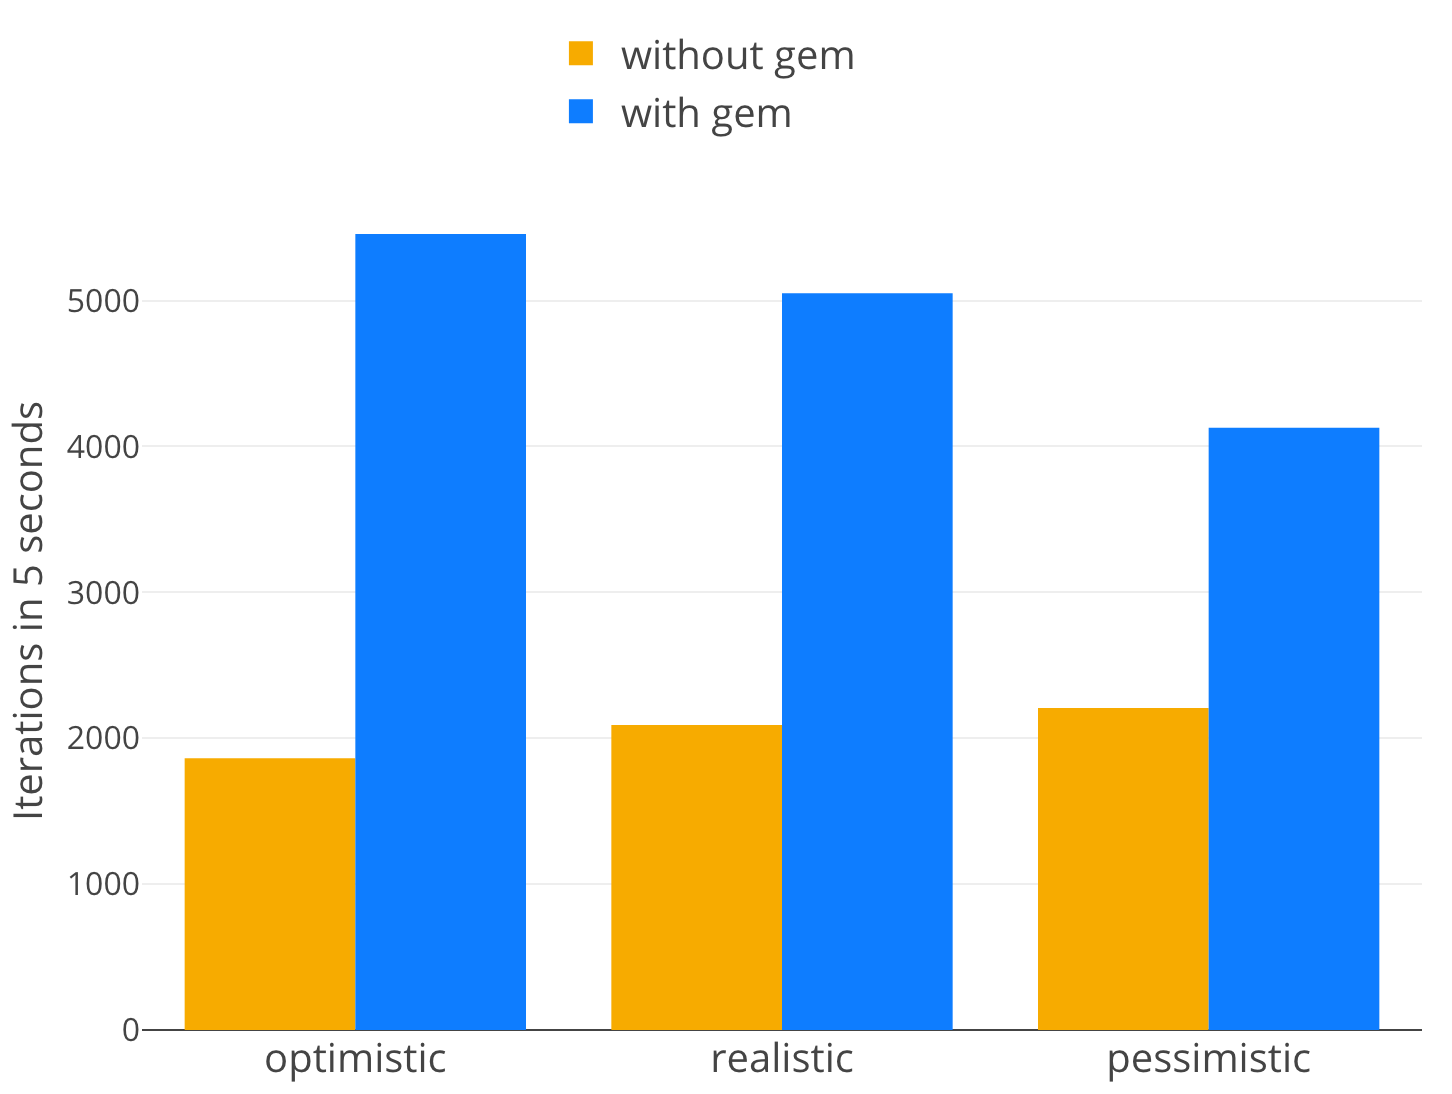 without gem
with gem
5000
4000
3000
2000
1000
0
Iterations in 5 seconds
optimistic
realistic
pessimistic